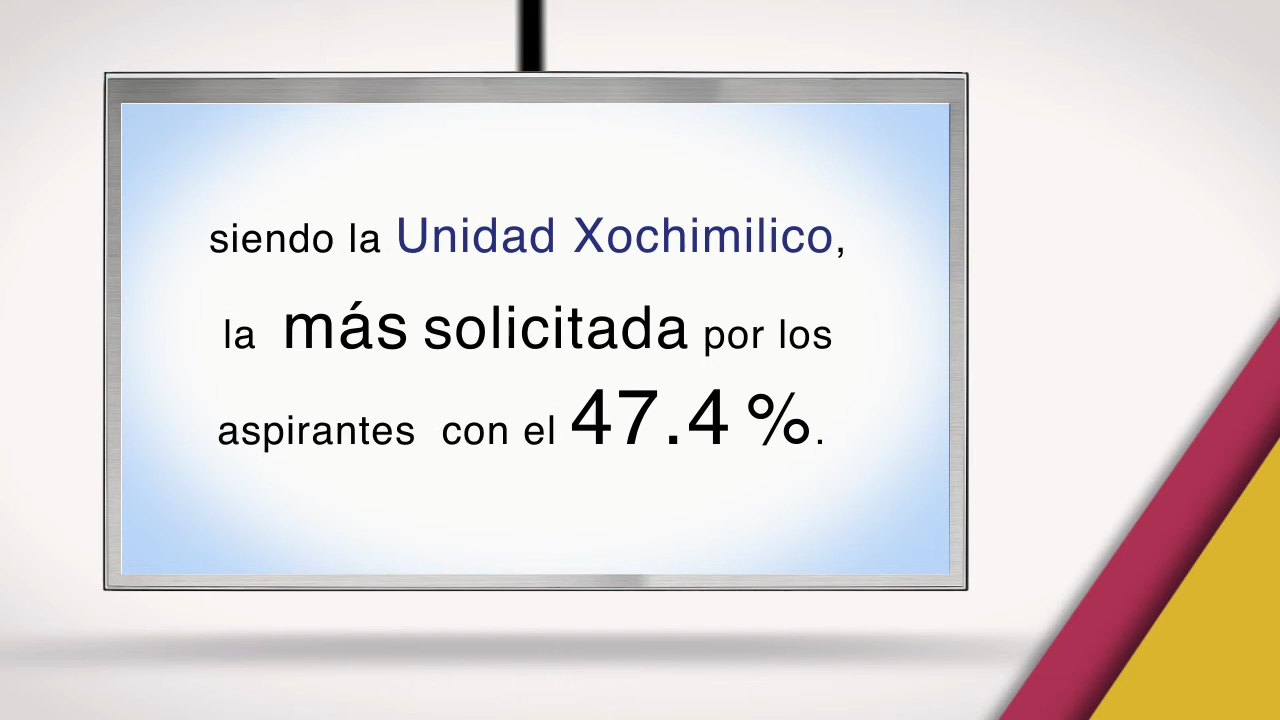 siendo la Unidad Xochimilico,
la más solicitada por los
aspirantes con el 47.4 %.